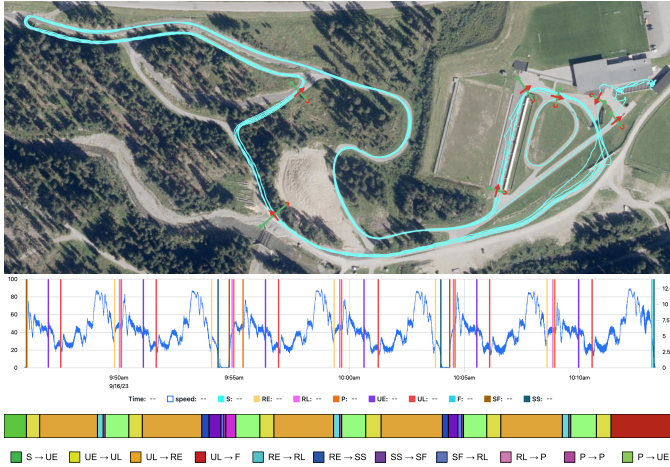 100
80
60
40
20
0
12.
10.0
7.5
5.0
2.5
0
9:50am
9/16/23
9:55am
10:00am
10:05am
10:10am
Time: -- speed: -- S: -- RE: -- RL: -- P: -- UE: -- UL: -- F: -- SF: -- SS: --
S → UE UE → UL UL → RE UL → F RE → RL RE → SS SS → SF SF → RL RL → P P → P P → UE